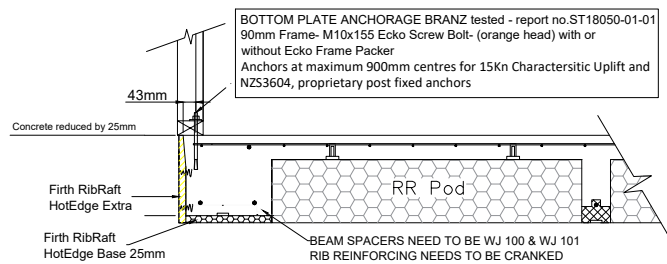 BOTTOM PLATE ANCHORAGE BRANZ tested - report no.ST18050-01-01
90mm Frame- M10x155 Ecko Screw Bolt- (orange head) with or
without Ecko Frame Packer
Anchors at maximum 900mm centres for 15Kn Charactersitic Uplift and
NZS3604, proprietary post fixed anchors
43mm
Concrete reduced by 25mm
Firth RibRaft
HotEdge Extra
RR Pod
Firth RibRaft
HotEdge Base 25mm
BEAM SPACERS NEED TO BE WJ 100 & WJ 101
RIB REINFORCING NEEDS TO BE CRANKED